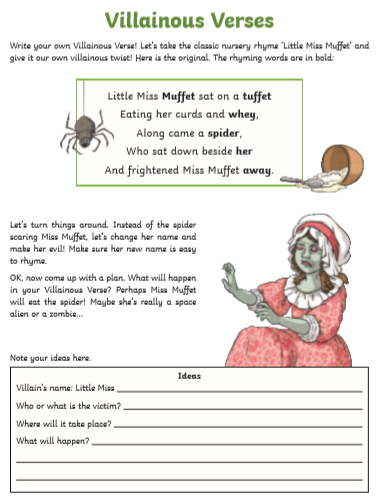 Villainous Verses
Write your own Villainous Verse! Let's take the classic nursery rhyme 'Little Miss Muffet' and
give it our own villainous twist! Here is the original. The rhyming words are in bold:
Little Miss Muffet sat on a tuffet
Eating her curds and whey,
Along came a spider,
Who sat down beside her
And frightened Miss Muffet away.
Let's turn things around. Instead of the spider
scaring Miss Muffet, let's change her name and
make her evil! Make sure her new name is easy
to rhyme.
OK, now come up with a plan. What will happen
in your Villainous Verse? Perhaps Miss Muffet
will eat the spider! Maybe she's really a space
alien or a zombie...
Note your ideas here.
Ideas
Villain's name: Little Miss
Who or what is the victim?
Where will it take place?
What will happen?